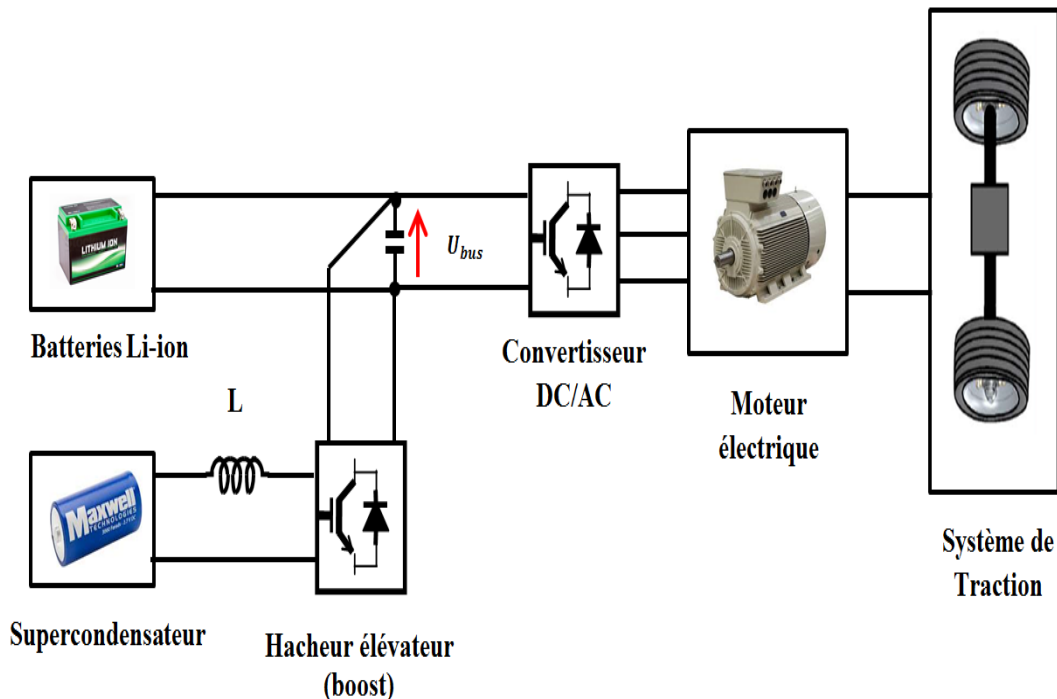 LITHIUM ION
Batteries Li-ion
U_bus
Convertisseur
DC/AC
Moteur
électrique
Système de
Traction
L
Maxwell
TECHNOLOGIES
Supercondensateur
Hacheur élévateur
(boost)